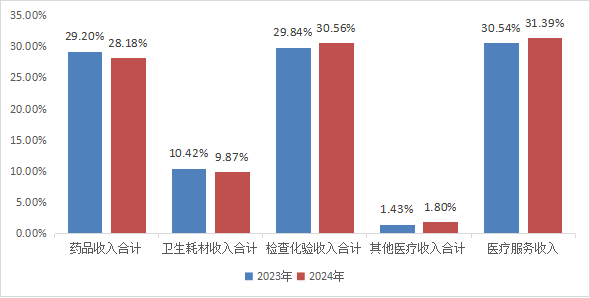 35.00%
30.00%
25.00%
20.00%
15.00%
10.00%
5.00%
0.00%
29.20%
28.18%
10.42%
9.87%
29.84%
30.56%
1.43%
1.80%
30.54%
31.39%
药品收入合计
卫生耗材收入合计
检查化验收入合计
其他医疗收入合计
医疗服务收入
2023年
2024年